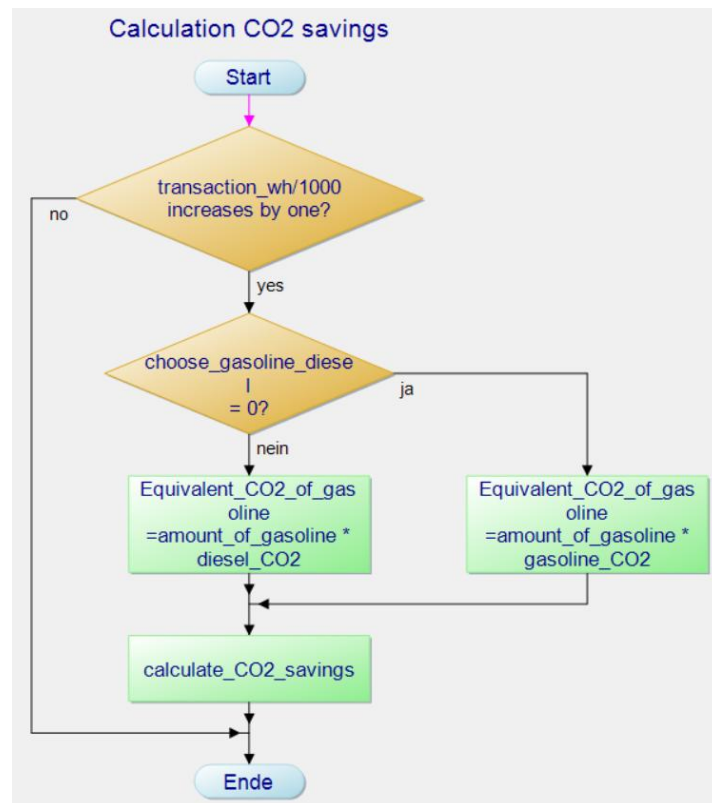 Calculation CO2 savings
Start
transaction_wh/1000
increases by one?
no
yes
choose_gasoline_diese
l
= 0?
ja
nein
Equivalent_CO2_of_gas
oline
=amount_of_gasoline *
diesel_CO2
Equivalent_CO2_of_gas
oline
=amount_of_gasoline *
gasoline_CO2
calculate_CO2_savings
Ende